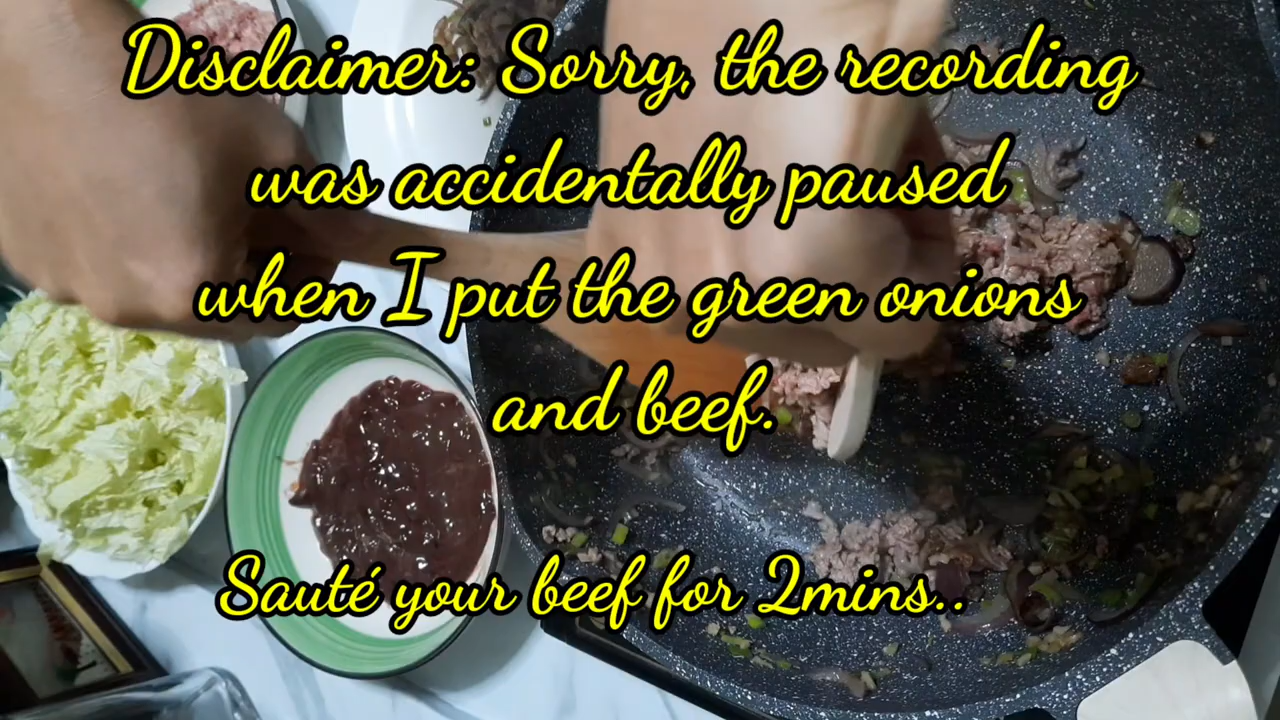 Disclaimer: Sorry, the recording
was accidentally paused
when I put the green onions
and beef.
Sauté your beef for 2mins..